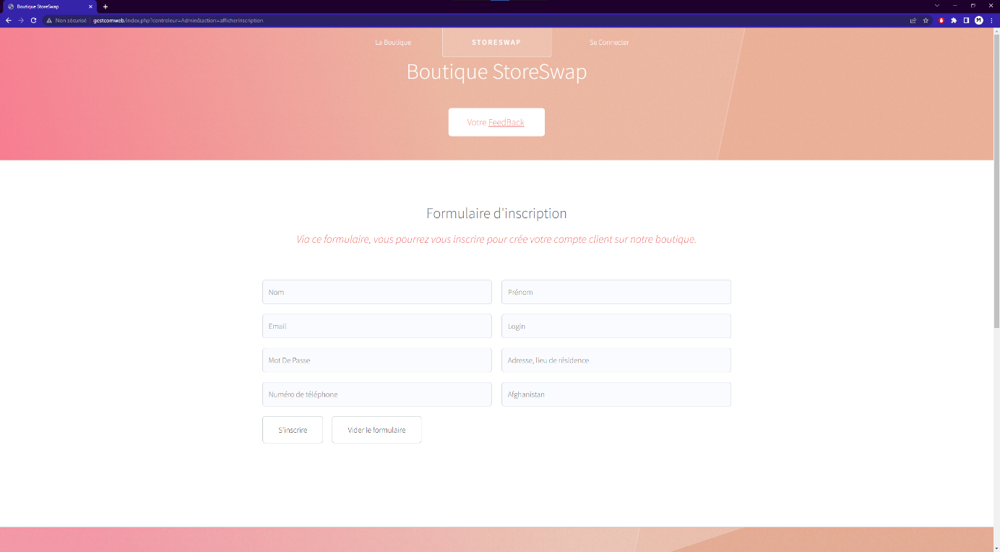 Boutique StoreSwap
Non sécurisé gestcomweb/index.php?controleur=Admin&action=afficherInscription
M
La Boutique STORESWAP Se Connecter
Boutique StoreSwap
Votre FeedBack
Formulaire d'inscription
Via ce formulaire, vous pourrez vous inscrire pour crée votre compte client sur notre boutique.
Nom Prénom
Email Login
Mot De Passe Adresse, lieu de résidence
Numéro de téléphone Afghanistan
S'inscrire Vider le formulaire